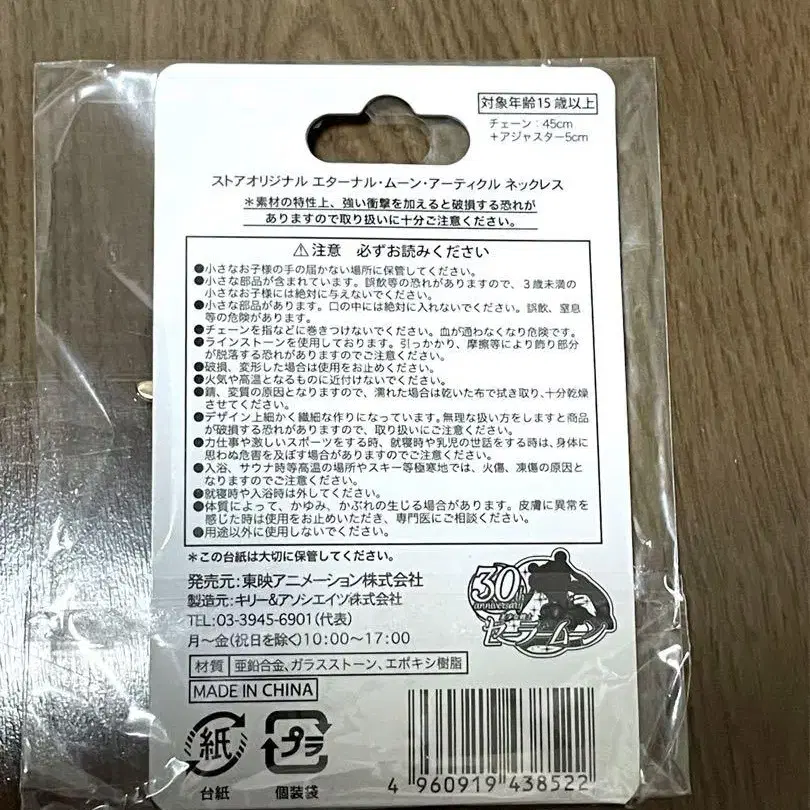 対象年齢15歳以上
チェーン：45cm
＋アジャスター5cm
ストアオリジナル エターナル・ムーン・アーティクル ネックレス
＊素材の特性上、強い衝撃を加えると破損する恐れが
ありますので取り扱いに十分ご注意ください。
⚠注意 必ずお読みください
●小さなお子様の手の届かない場所に保管してください。
●小さな部品が含まれています。誤飲等の恐れがありますので、３歳未満の
小さなお子様には絶対に与えないでください。
●小さな部品があります。口の中には絶対に入れないでください。誤飲、窒息
等の危険があります。
●チェーンを指などに巻きつけないでください。血が通わなくなり危険です。
●ラインストーンを使用しております。引っかかり、摩擦等により飾り部分
が脱落する恐れがありますのでご注意ください。
●破損、変形した場合は使用をお止めください。
●火気や高温となるものに近付けないでください。
●錆、変質の原因となりますので、濡れた場合は乾いた布で拭き取り、十分乾燥
させてください。
●デザイン上細かく繊細な作りになっています。無理な扱い方をしますと商品
が破損する恐れがありますので、取り扱いにご注意ください。
●力仕事や激しいスポーツをする時、就寝時や乳児の世話をする時は、身体に
思わぬ危害を及ぼす場合がありますのでご注意ください。
●入浴、サウナ時等高温の場所やスキー等極寒地では、火傷、凍傷の原因と
なりますのでご注意ください。
●就寝時や入浴時は外してください。
●体質によって、かゆみ、かぶれの生じる場合があります。皮膚に異常を
感じた時は使用をお止めいただき、専門医にご相談ください。
●用途以外に使用しないでください。
＊この台紙は大切に保管してください。
発売元：東映アニメーション株式会社
製造元：キリー&アソシエイツ株式会社
TEL：03-3945-6901（代表）
月～金（祝日を除く）10：00～17：00
30th
anniversary
セーラームーン
材質 亜鉛合金、ガラスストーン、エポキシ樹脂
MADE IN CHINA
紙
台紙
プラ
個装袋
4 960919 438522